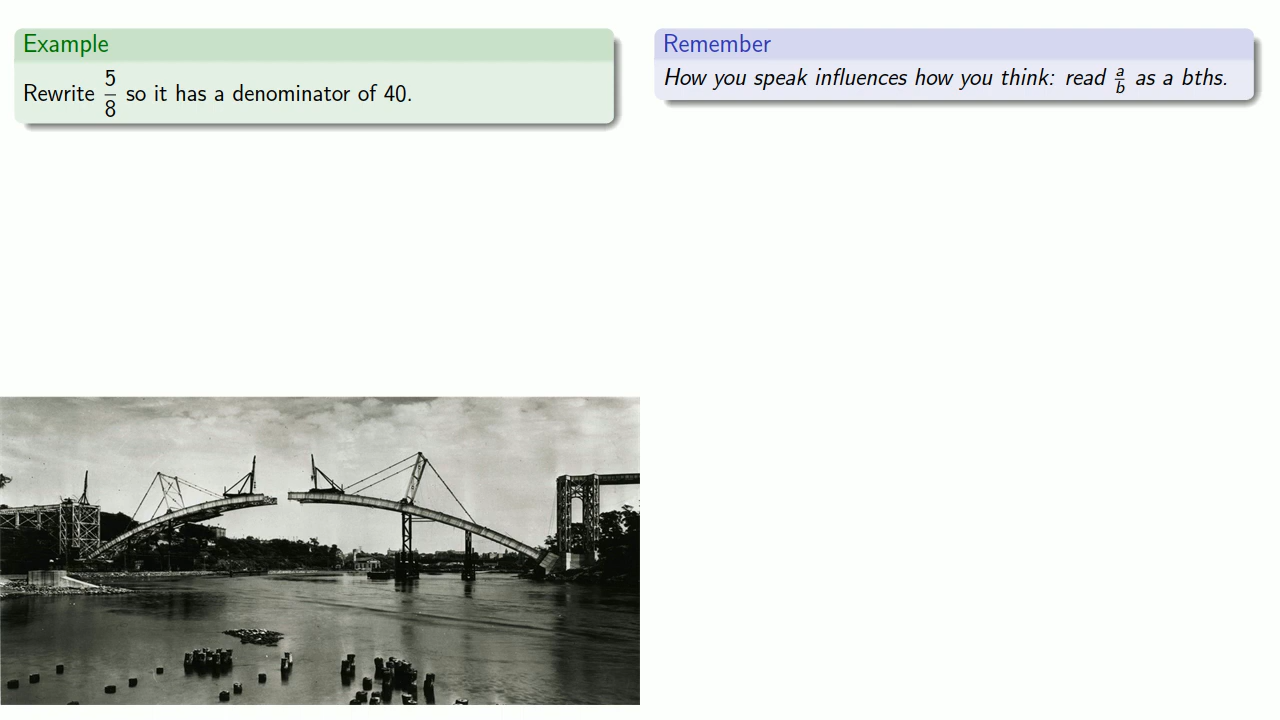 Example
Rewrite 5/8 so it has a denominator of 40.
Remember
How you speak influences how you think: read a/b as a bths.